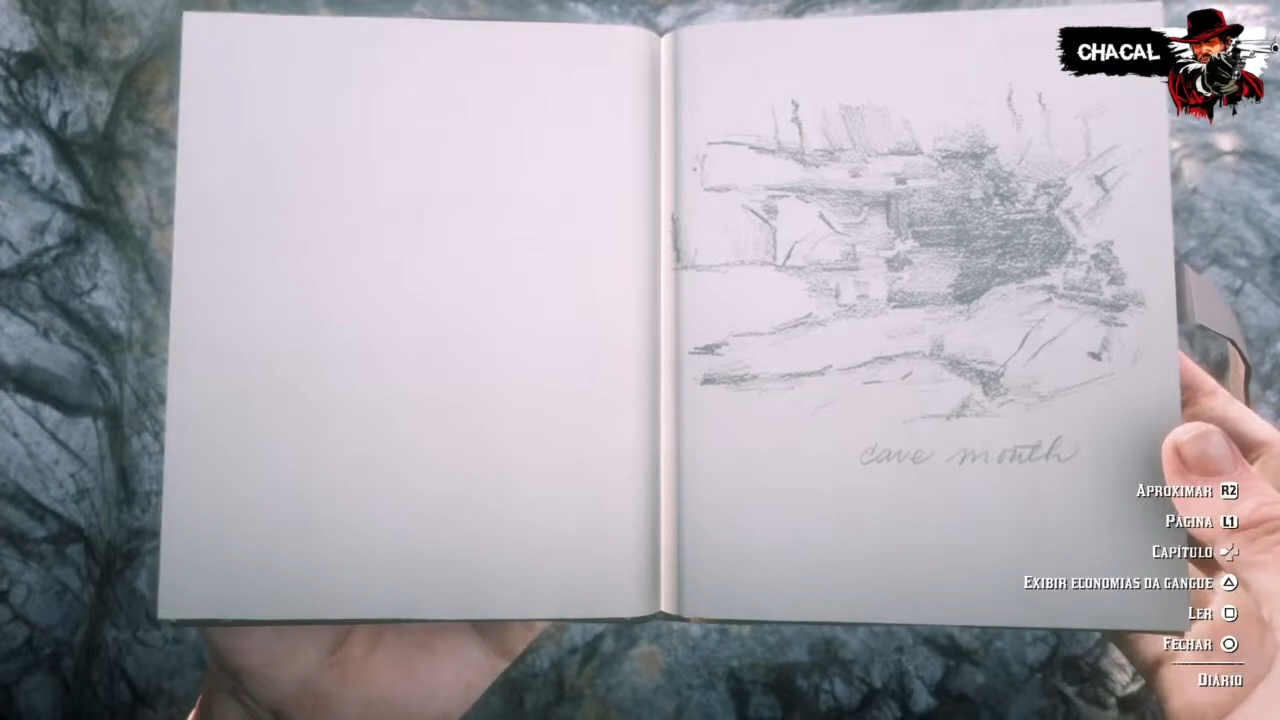 CHACAL
cave mouth
APROXIMAR R2
PÁGINA L1
CAPÍTULO
EXIBIR ECONOMIAS DA GANGUE
LER
FECHAR
DIÁRIO